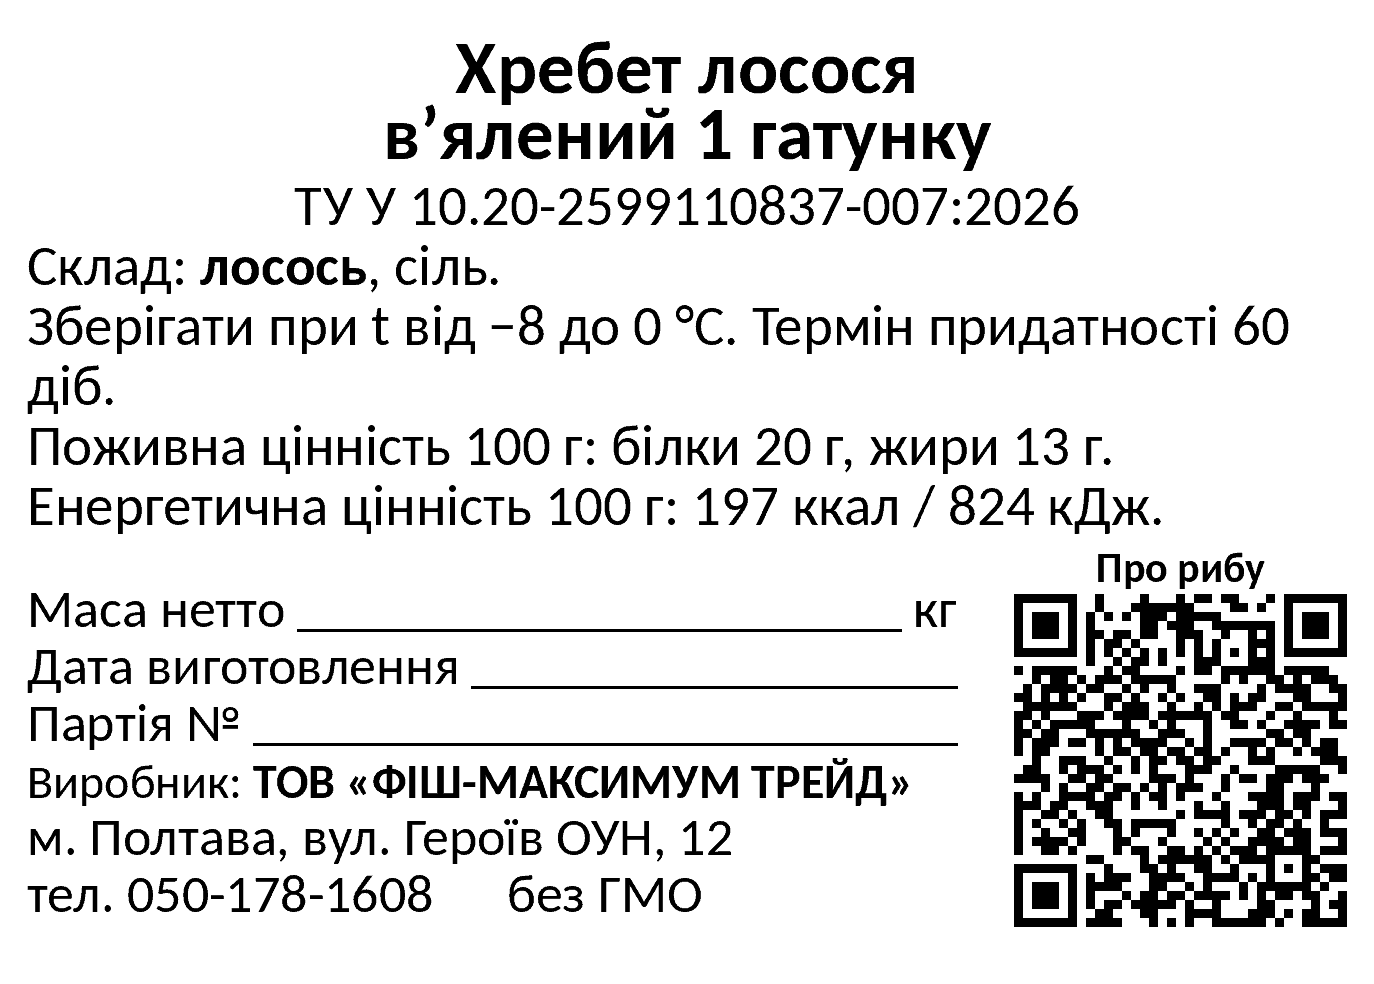 Хребет лосося
в’ялений 1 гатунку
ТУ У 10.20-2599110837-007:2026
Склад: лосось, сіль.
Зберігати при t від −8 до 0 °С. Термін придатності 60
діб.
Поживна цінність 100 г: білки 20 г, жири 13 г.
Енергетична цінність 100 г: 197 ккал / 824 кДж.
Про рибу
Маса нетто ______________________ кг
Дата виготовлення __________________
Партія № __________________________
Виробник: ТОВ «ФІШ-МАКСИМУМ ТРЕЙД»
м. Полтава, вул. Героїв ОУН, 12
тел. 050-178-1608 без ГМО